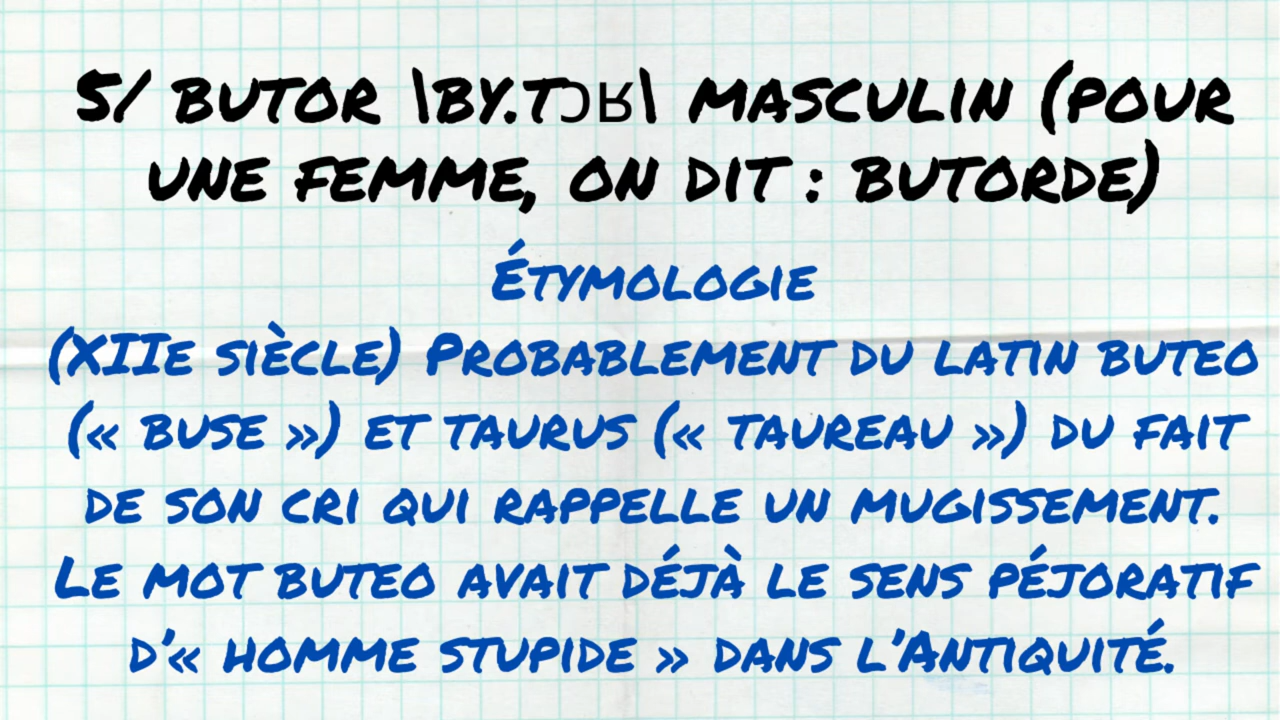 5/ BUTOR \BY.TƆʁ\ MASCULIN (POUR
UNE FEMME, ON DIT : BUTORDE)
ÉTYMOLOGIE
(XIIE SIÈCLE) PROBABLEMENT DU LATIN BUTEO
(« BUSE ») ET TAURUS (« TAUREAU ») DU FAIT
DE SON CRI QUI RAPPELLE UN MUGISSEMENT.
LE MOT BUTEO AVAIT DÉJÀ LE SENS PÉJORATIF
D’« HOMME STUPIDE » DANS L’ANTIQUITÉ.